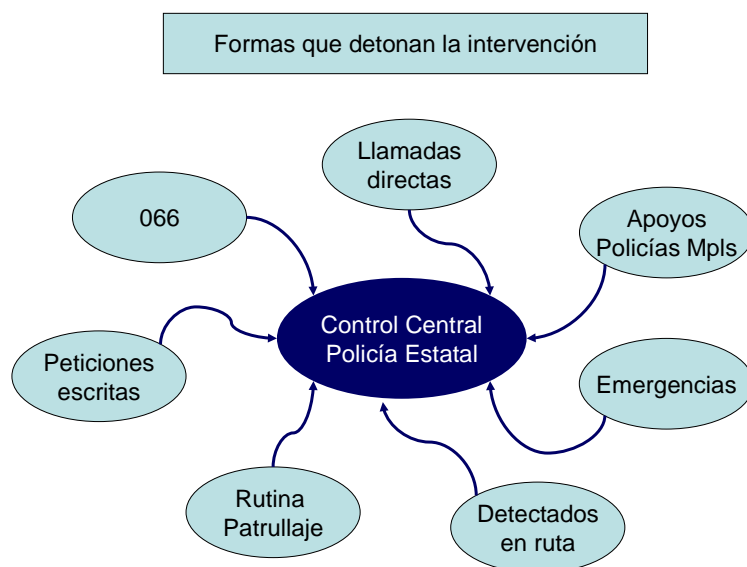 Formas que detonan la intervención
Llamadas
directas
066
Apoyos
Policías Mpls
Control Central
Policía Estatal
Peticiones
escritas
Emergencias
Rutina
Patrullaje
Detectados
en ruta